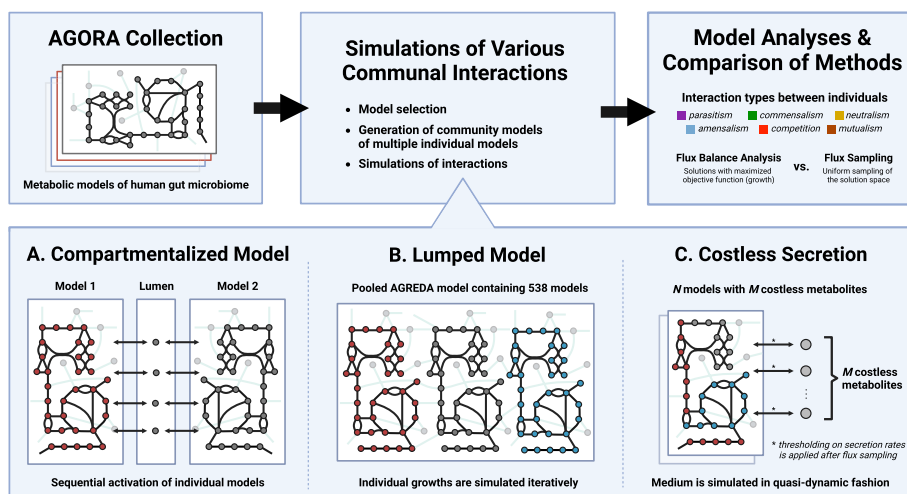 AGORA Collection
Metabolic models of human gut microbiome
Simulations of Various
Communal Interactions
• Model selection
• Generation of community models
of multiple individual models
• Simulations of interactions
Model Analyses &
Comparison of Methods
Interaction types between individuals
parasitism commensalism neutralism
amensalism competition mutualism
Flux Balance Analysis vs. Flux Sampling
Solutions with maximized Uniform sampling of
objective function (growth) the solution space
A. Compartmentalized Model
Model 1 Lumen Model 2
Sequential activation of individual models
B. Lumped Model
Pooled AGREDA model containing 538 models
Individual growths are simulated iteratively
C. Costless Secretion
N models with M costless metabolites
*
*
*
M costless
metabolites
* thresholding on secretion rates
is applied after flux sampling
Medium is simulated in quasi-dynamic fashion